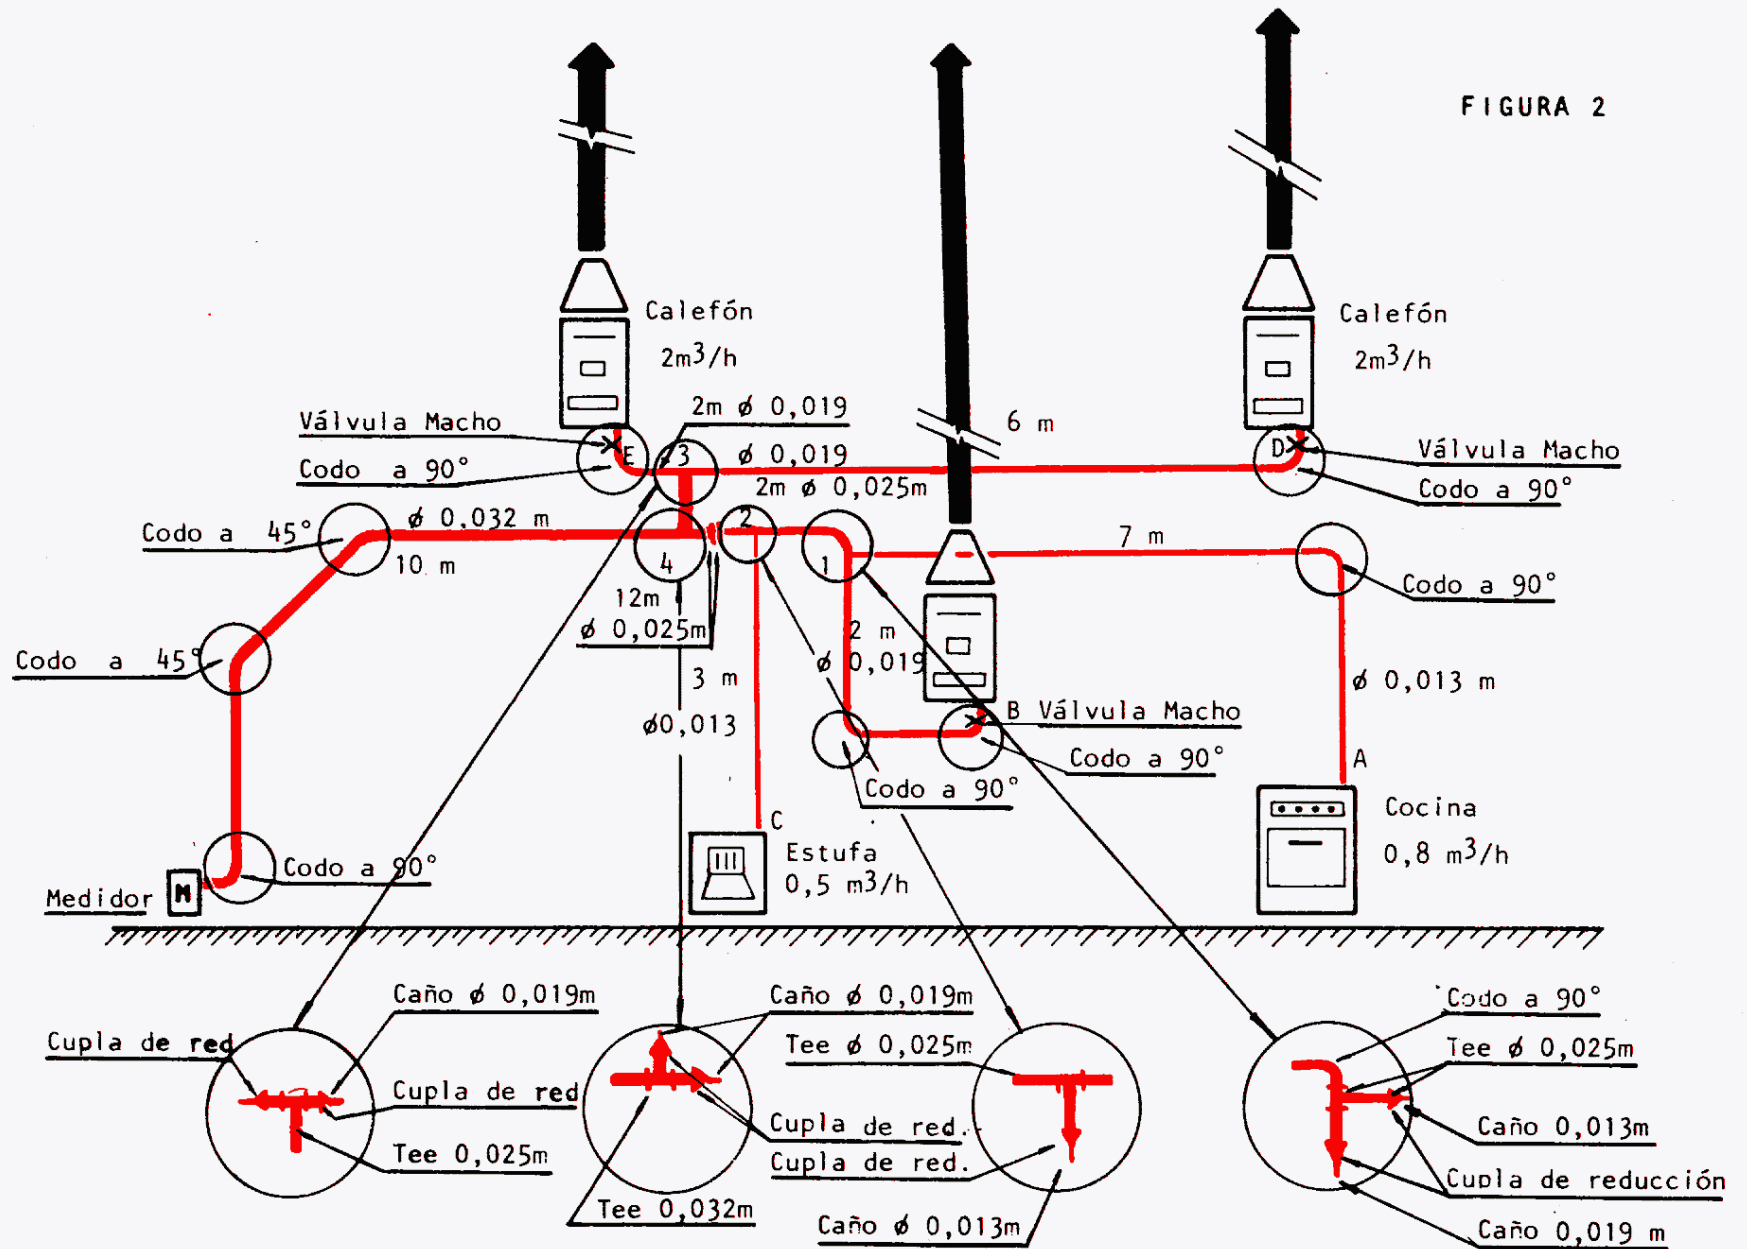 FIGURA 2
Calefón
2m3/h
Calefón
2m3/h
2m ø 0,019
Válvula Macho
6 m
E
3
ø 0,019
D
Válvula Macho
Codo a 90°
2m ø 0,025m
Codo a 90°
Codo a 45°
ø 0.032 m
2
7 m
10 m
4
1
Codo a 90°
12m
ø 0,025m
2 m
Codo a 45°
ø 0,019
3 m
ø 0,013 m
ø0,013
B Válvula Macho
Codo a 90°
A
Codo a 90°
C
Cocina
0,8 m3/h
Estufa
0,5 m3/h
Codo a 90°
Medidor
M
Caño ø 0,019m
Caño ø 0,019m
Codo a 90°
Cupla de red
Tee ø 0,025m
Tee ø 0,025m
Cupla de red
Cupla de red.
Caño 0,013m
Tee 0,025m
Cupla de red.
Cupla de reducción
Tee 0,032m
Caño ø 0,013m
Caño 0,019 m